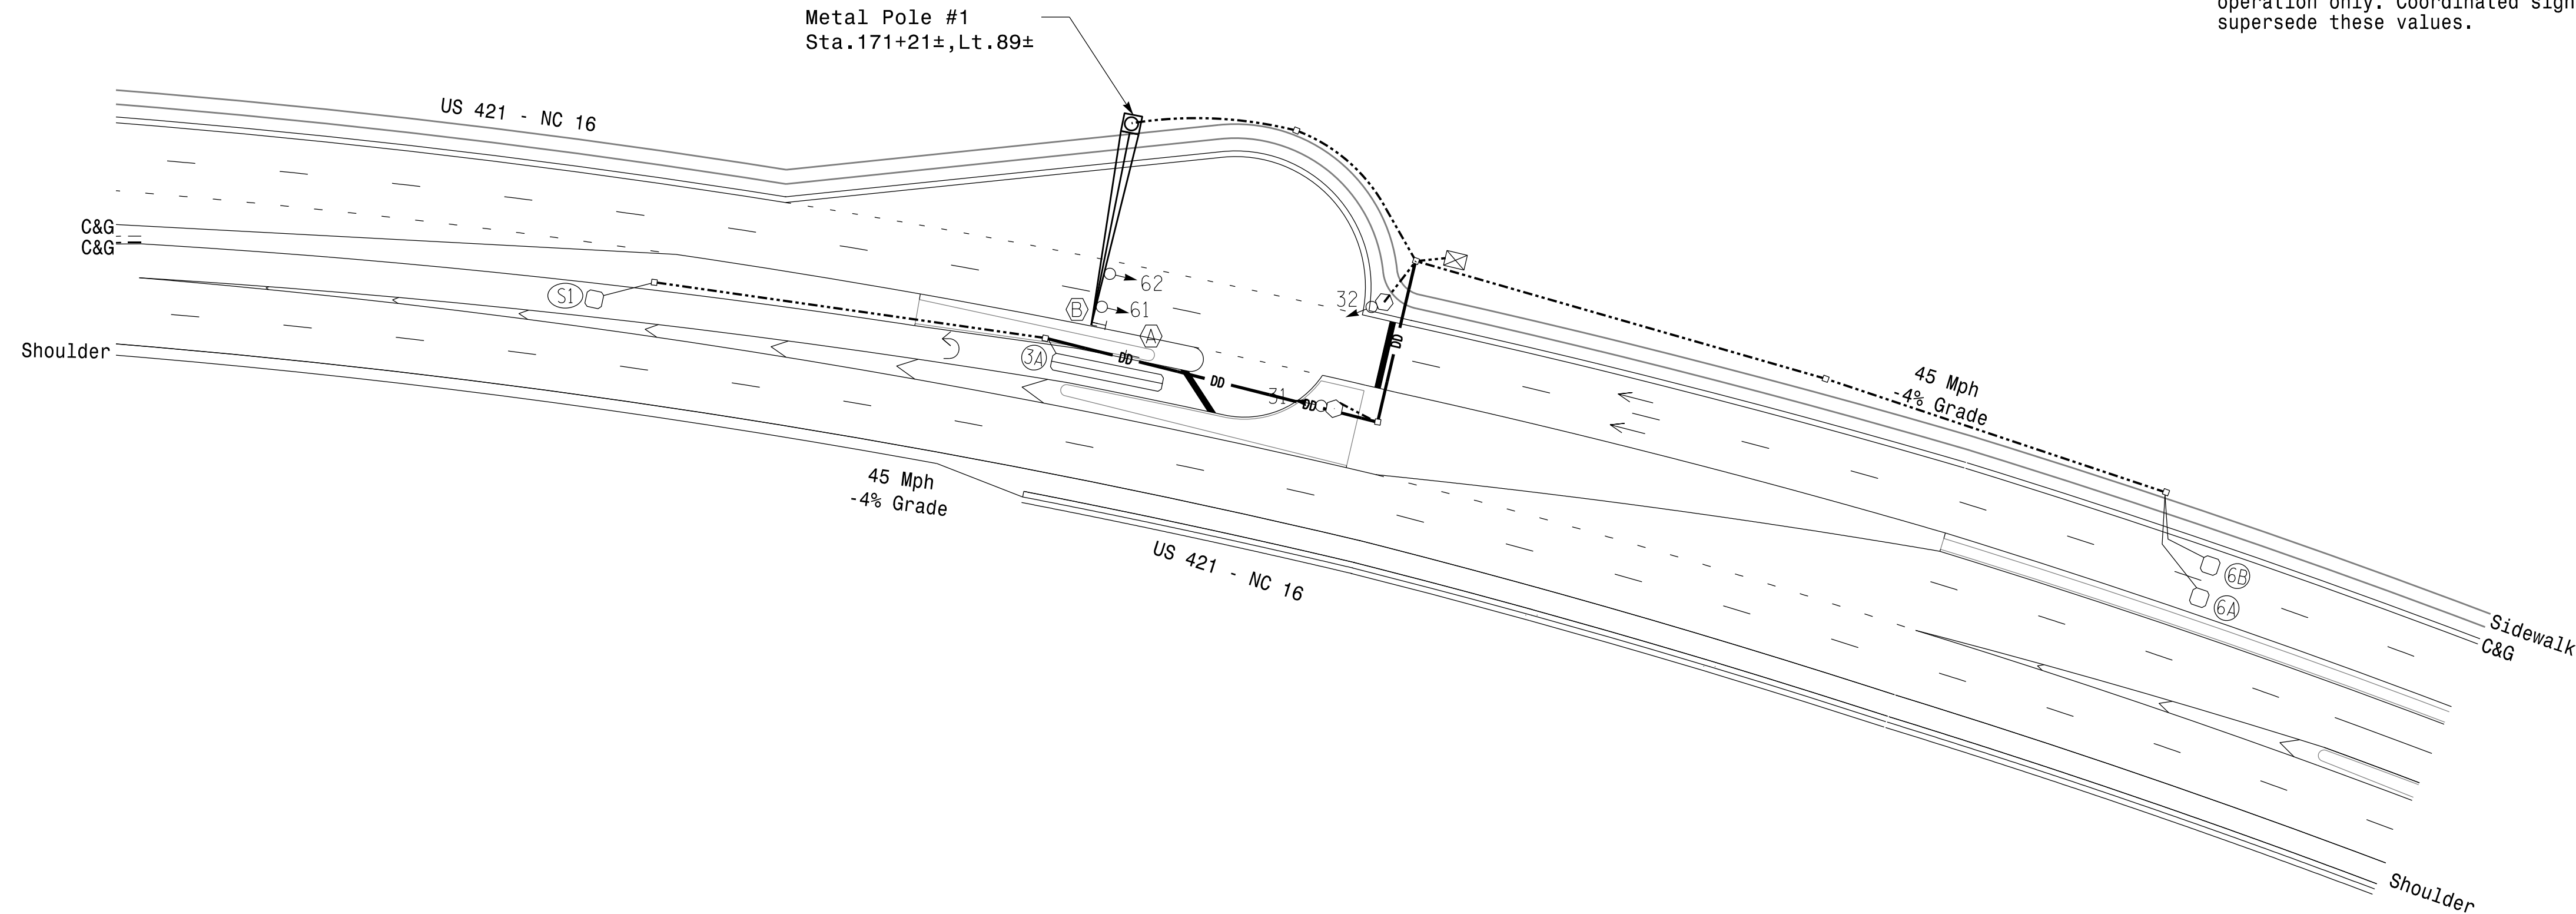 operation only. Coordinated sign
supersede these values.
Metal Pole #1
Sta.171+21±,Lt.89±
US 421 - NC 16
C&G
C&G
Shoulder
S1
62
61
B
A
3A
32
31
DD
DD
DD
DD
45 Mph
-4% Grade
45 Mph
-4% Grade
US 421 - NC 16
6B
6A
Sidewalk
C&G
Shoulder